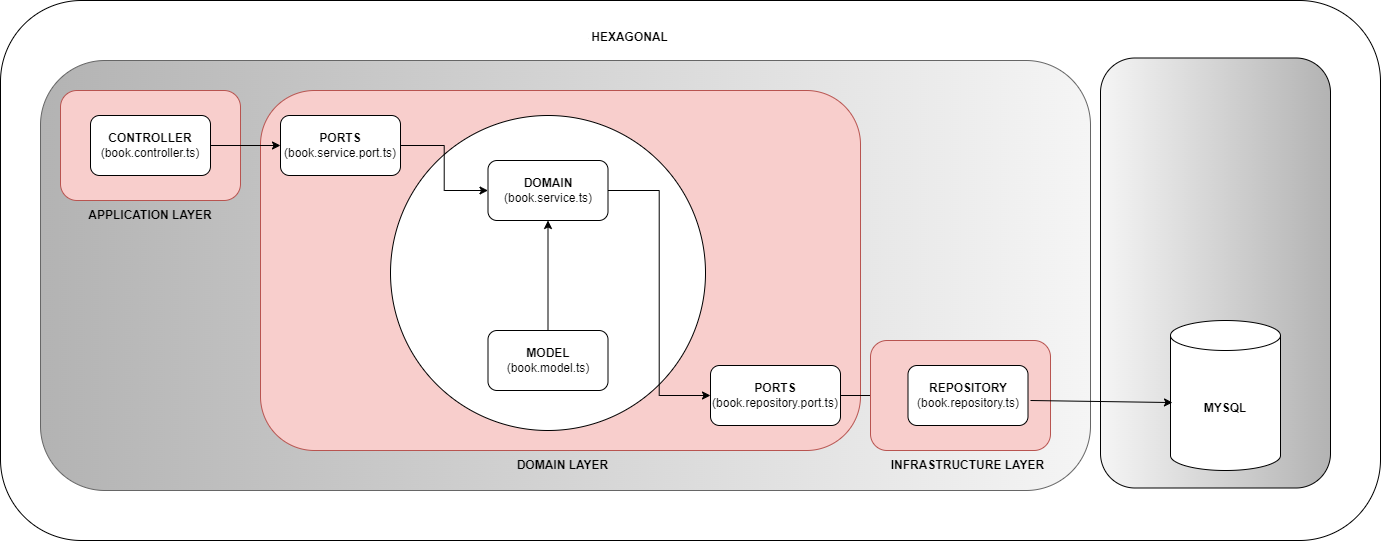 HEXAGONAL
CONTROLLER
(book.controller.ts)
APPLICATION LAYER
PORTS
(book.service.port.ts)
DOMAIN
(book.service.ts)
MODEL
(book.model.ts)
PORTS
(book.repository.port.ts)
DOMAIN LAYER
REPOSITORY
(book.repository.ts)
INFRASTRUCTURE LAYER
MYSQL